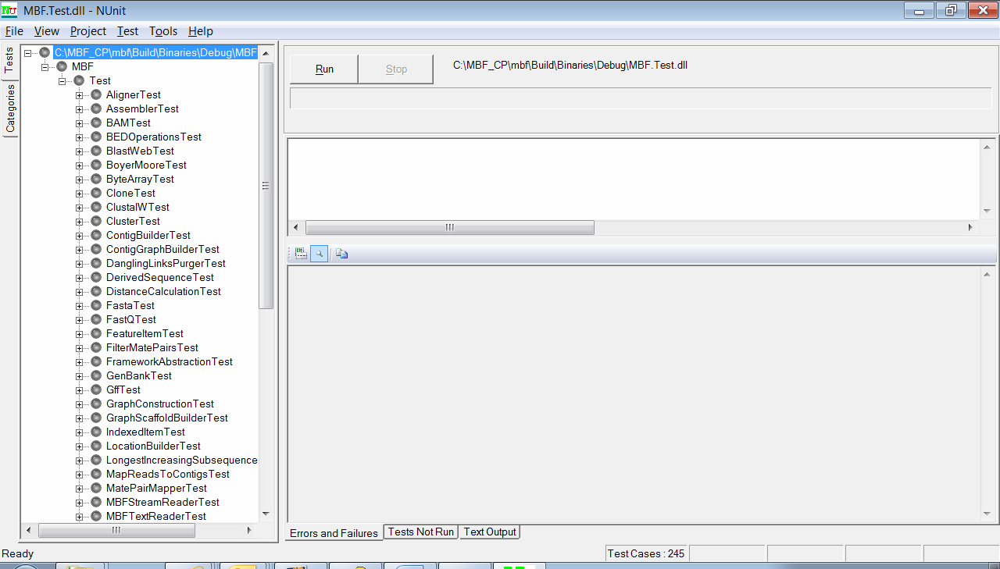 MBF.Test.dll - NUnit
File View Project Test Tools Help
Tests
Categories
C:\MBF_CP\mbf\Build\Binaries\Debug\MBF
MBF
Test
AlignerTest
AssemblerTest
BAMTest
BEDOperationsTest
BlastWebTest
BoyerMooreTest
ByteArrayTest
CloneTest
ClustalWTest
ClusterTest
ContigBuilderTest
ContigGraphBuilderTest
DanglingLinksPurgerTest
DerivedSequenceTest
DistanceCalculationTest
FastaTest
FastQTest
FeatureItemTest
FilterMatePairsTest
FrameworkAbstractionTest
GenBankTest
GffTest
GraphConstructionTest
GraphScaffoldBuilderTest
IndexedItemTest
LocationBuilderTest
LongestIncreasingSubsequence
MapReadsToContigsTest
MatePairMapperTest
MBFStreamReaderTest
MBFTextReaderTest
Run Stop C:\MBF_CP\mbf\Build\Binaries\Debug\MBF.Test.dll
Errors and Failures Tests Not Run Text Output
Ready Test Cases : 245